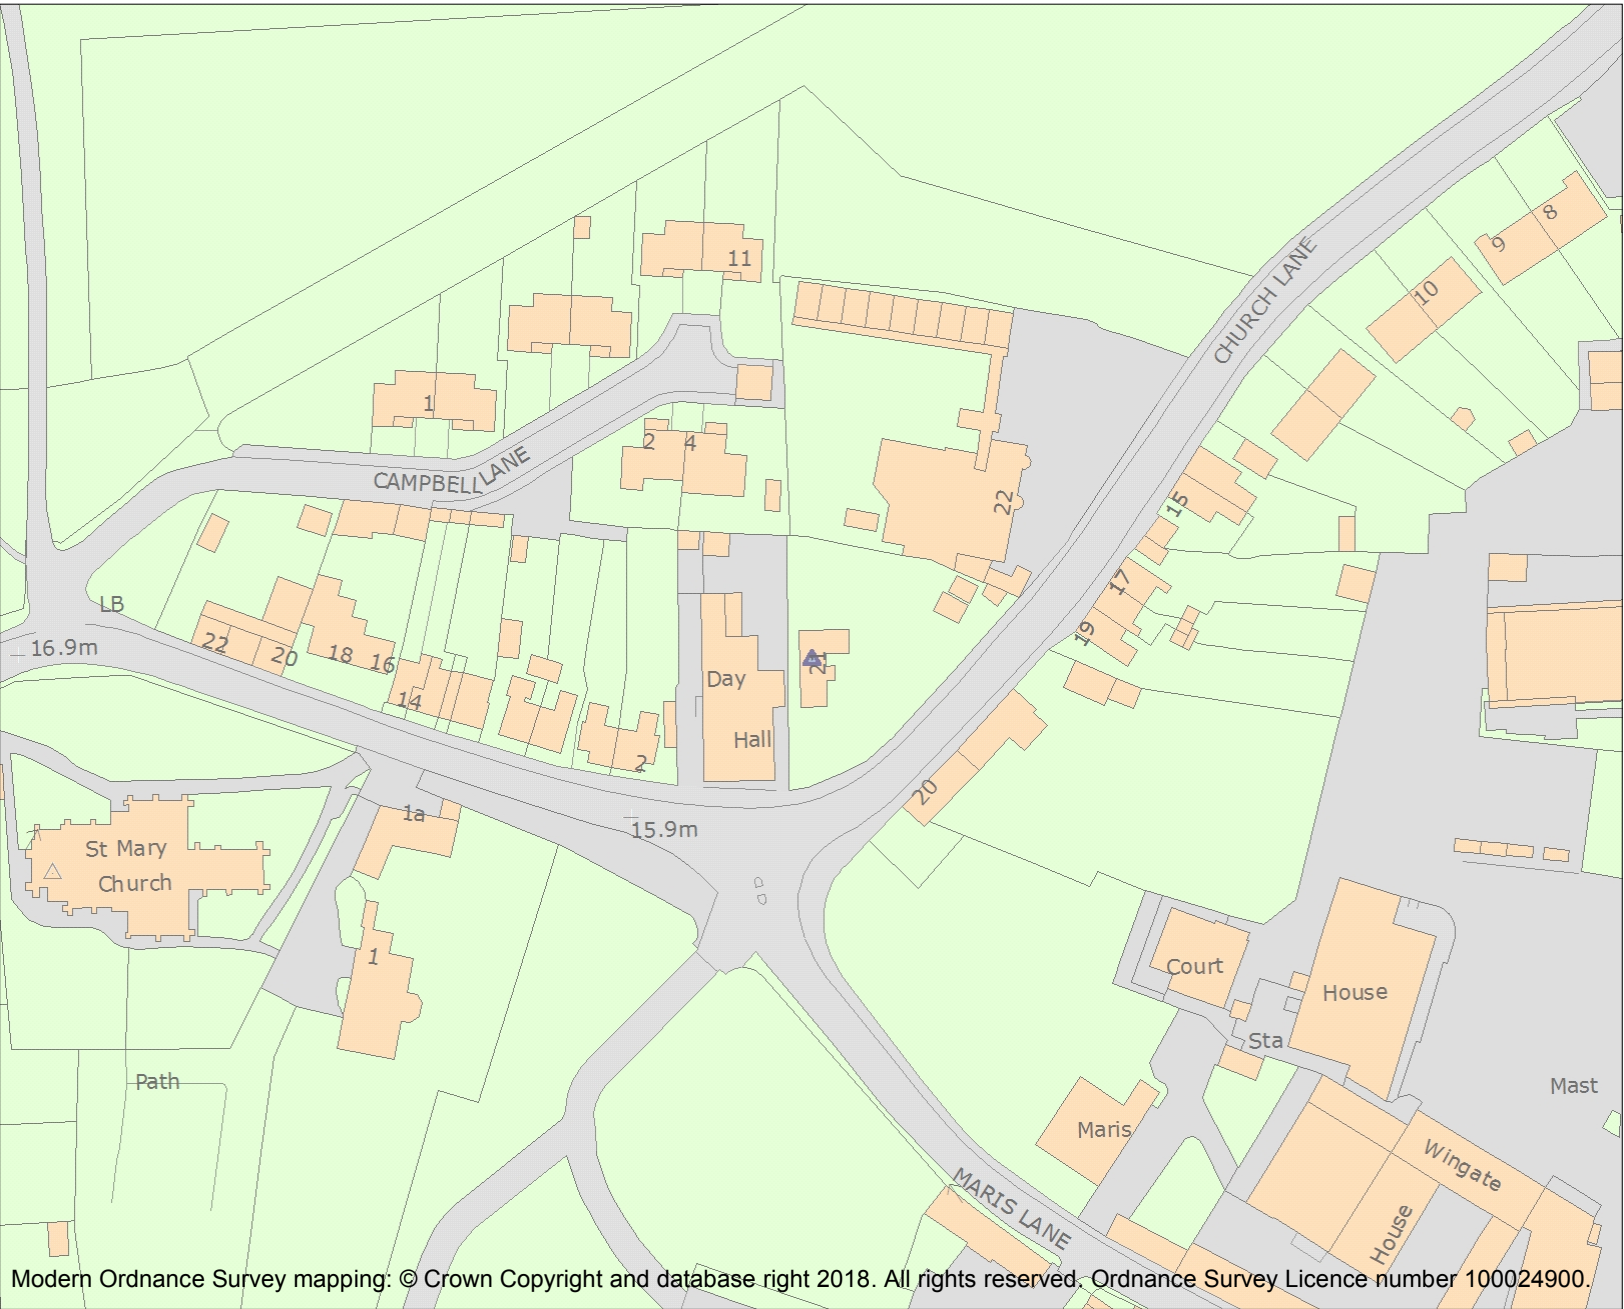 8
9
11
10
CHURCH LANE
1
2
4
CAMPBELL LANE
22
15
17
19
LB
22
20
18
16
16.9m
14
Day
Hall
21
2
20
1a
15.9m
St Mary
Church
1
Court
House
Sta
Path
Mast
Maris
Wingate
House
MARIS LANE
Modern Ordnance Survey mapping: © Crown Copyright and database right 2018. All rights reserved. Ordnance Survey Licence number 100024900.